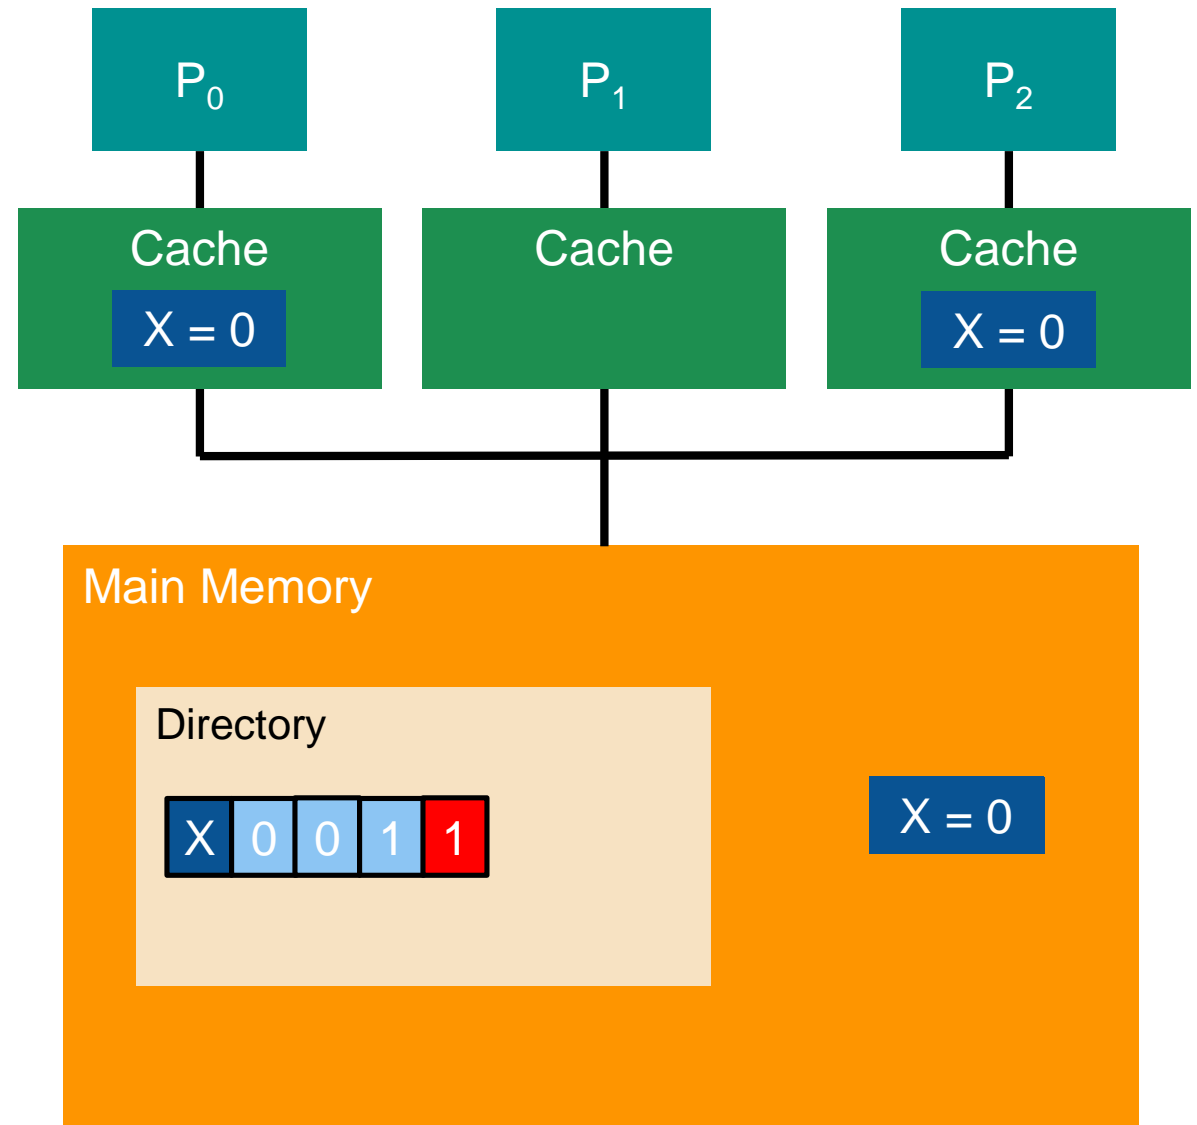 P₀ P₁ P₂
Cache Cache Cache
X = 0 X = 0
Main Memory
Directory
X 0 0 1 1
X = 0